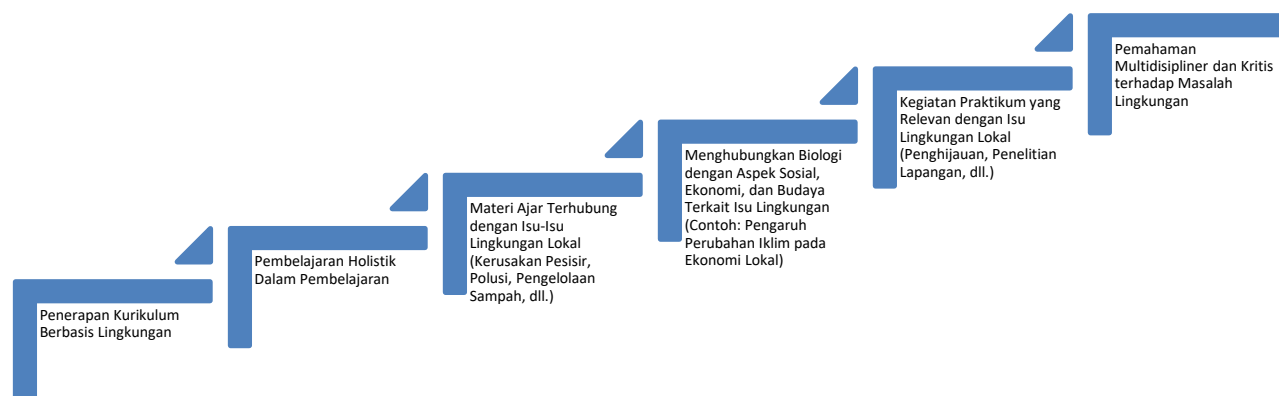 Penerapan Kurikulum
Berbasis Lingkungan
Pembelajaran Holistik
Dalam Pembelajaran
Materi Ajar Terhubung
dengan Isu-Isu
Lingkungan Lokal
(Kerusakan Pesisir,
Polusi, Pengelolaan
Sampah, dll.)
Menghubungkan Biologi
dengan Aspek Sosial,
Ekonomi, dan Budaya
Terkait Isu Lingkungan
(Contoh: Pengaruh
Perubahan Iklim pada
Ekonomi Lokal)
Kegiatan Praktikum yang
Relevan dengan Isu
Lingkungan Lokal
(Penghijauan, Penelitian
Lapangan, dll.)
Pemahaman
Multidisipliner dan Kritis
terhadap Masalah
Lingkungan